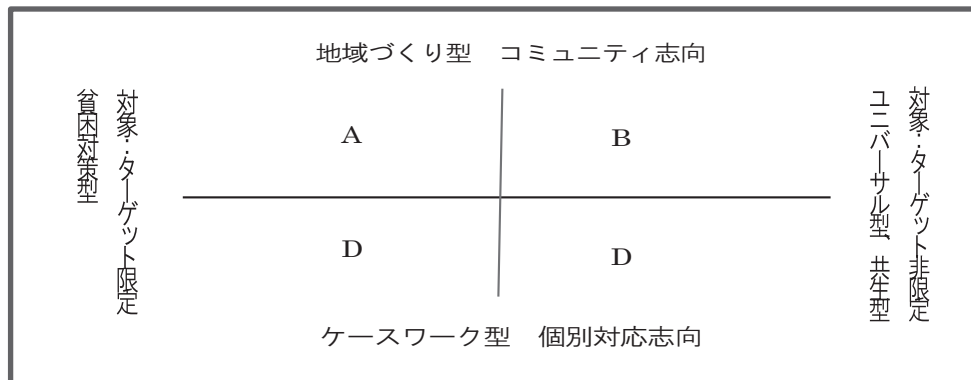 地域づくり型　コミュニティ志向
対象：ターゲット限定
貧困対策型
A
B
対象：ターゲット非限定
ユニバーサル型、共生型
D
D
ケースワーク型　個別対応志向